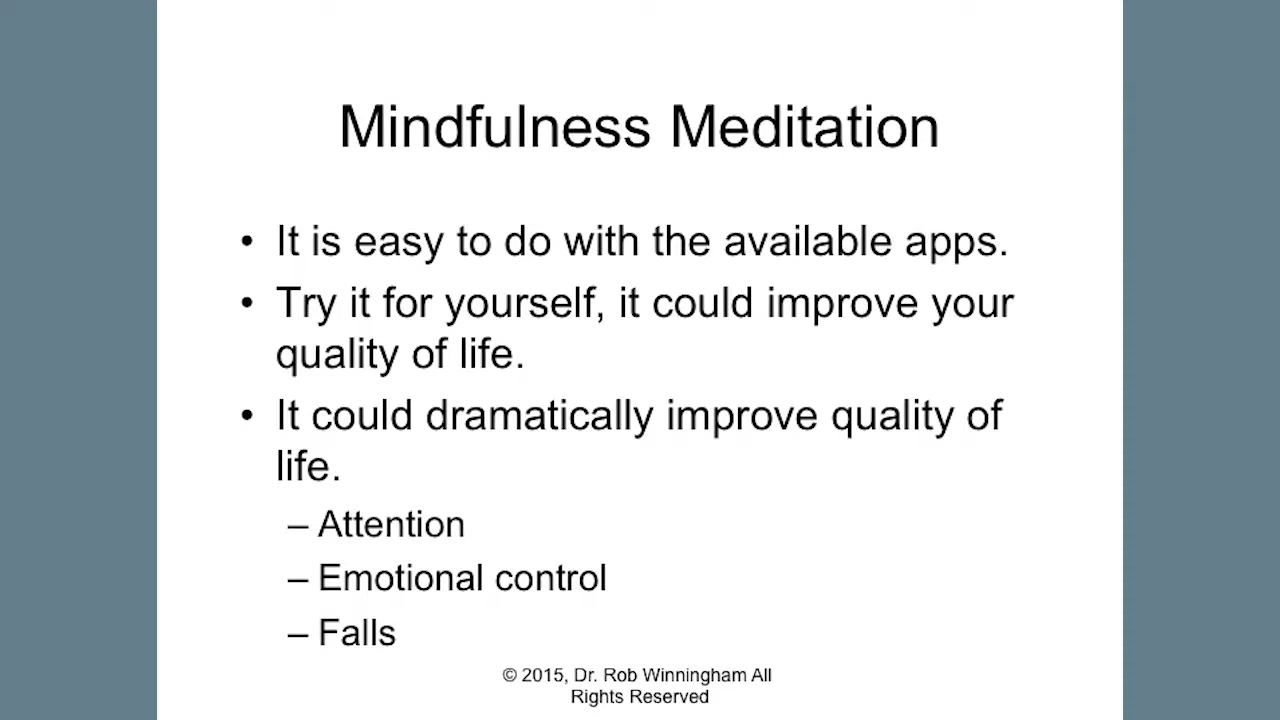 Mindfulness Meditation
• It is easy to do with the available apps.
• Try it for yourself, it could improve your
quality of life.
• It could dramatically improve quality of
life.
– Attention
– Emotional control
– Falls
© 2015, Dr. Rob Winningham All
Rights Reserved